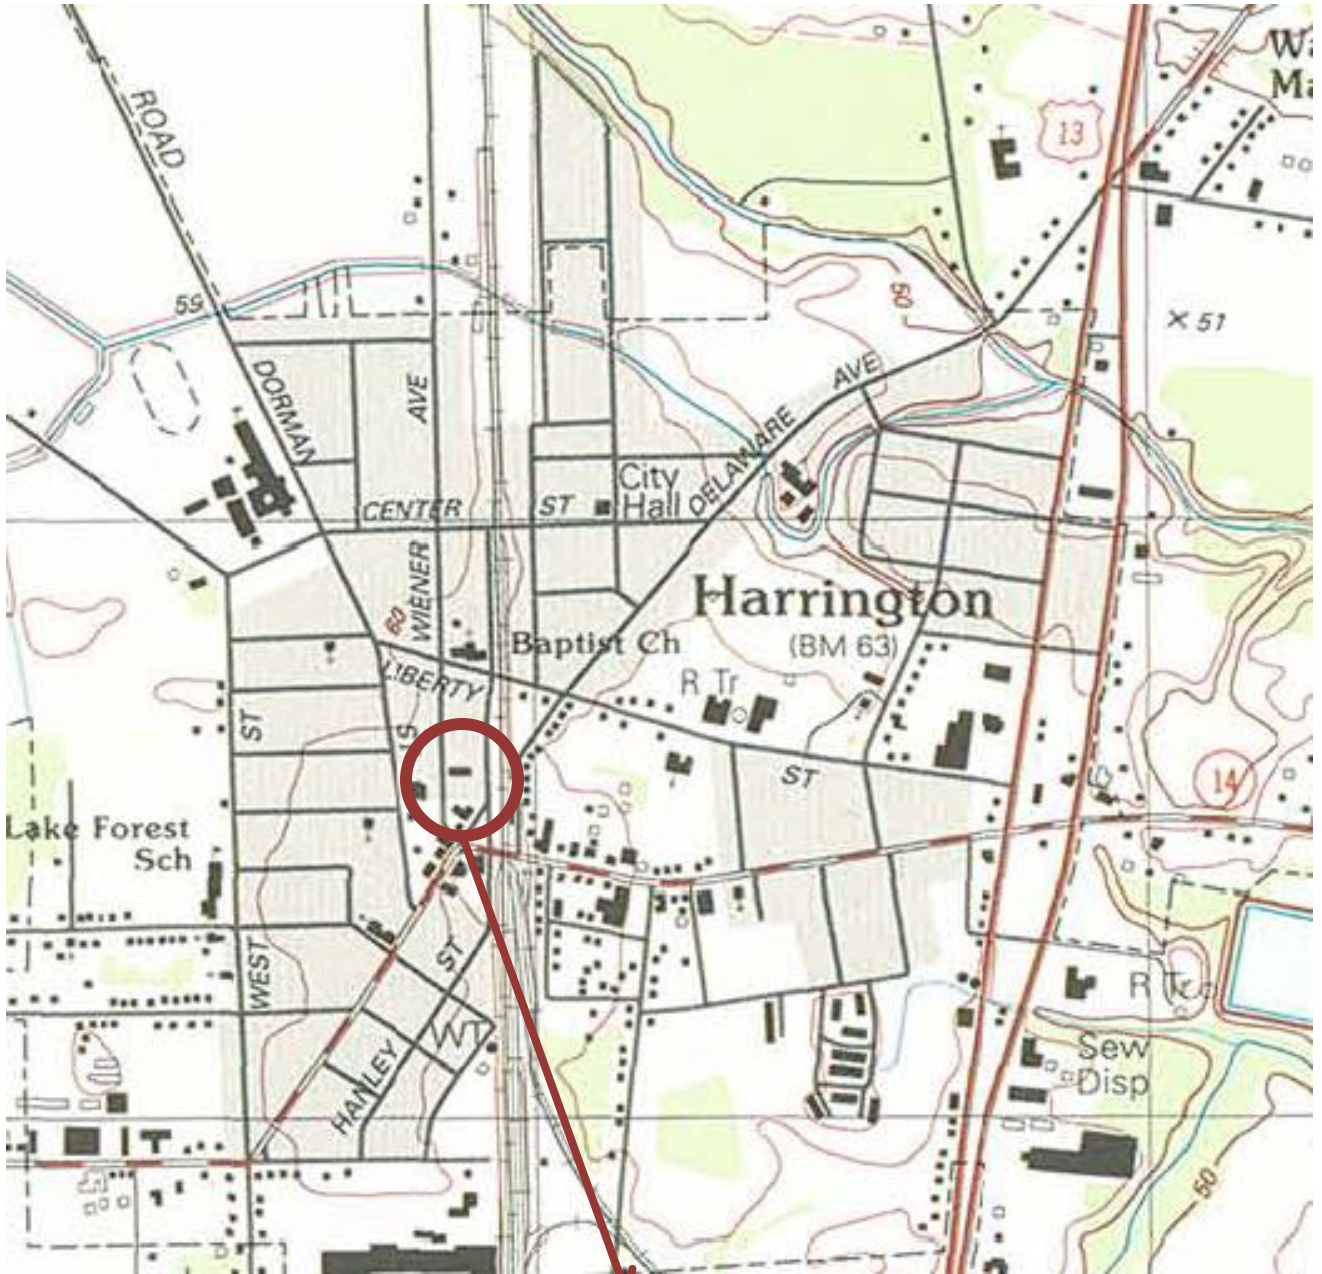 Wa
Ma
13
ROAD
59
50
× 51
DORMAN
AVE
AVE
DELAWARE
City
Hall
CENTER
ST
WIENER
60
Harrington
(BM 63)
Baptist Ch
LIBERTY
R Tr
ST
ST
ST
14
Lake Forest
Sch
ST
WEST
WT
HANLEY
R Tr
Sew
Disp
50